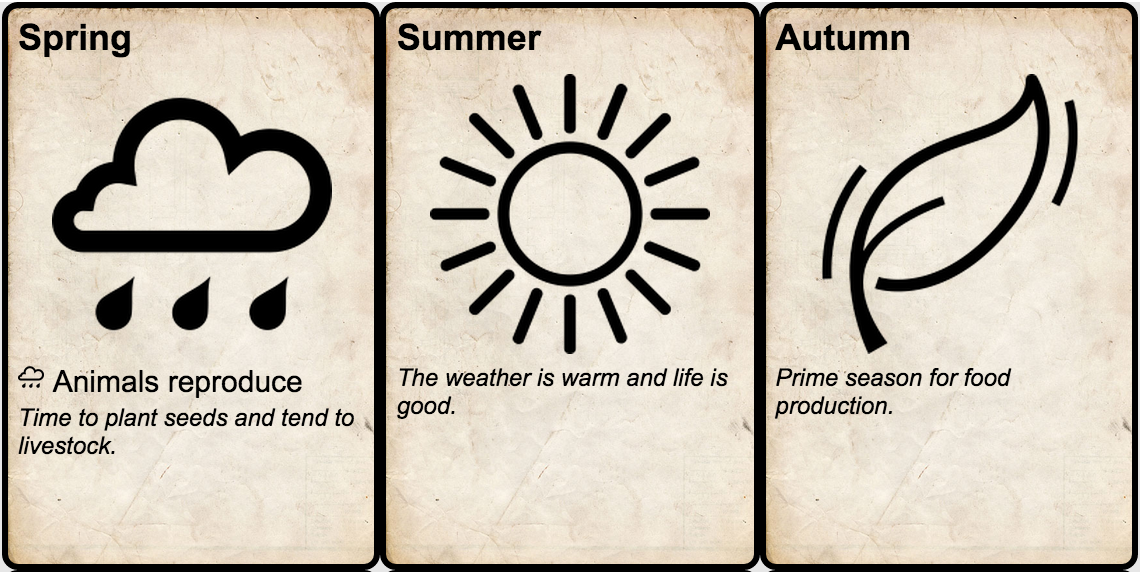 Spring
Animals reproduce
Time to plant seeds and tend to
livestock.
Summer
The weather is warm and life is
good.
Autumn
Prime season for food
production.